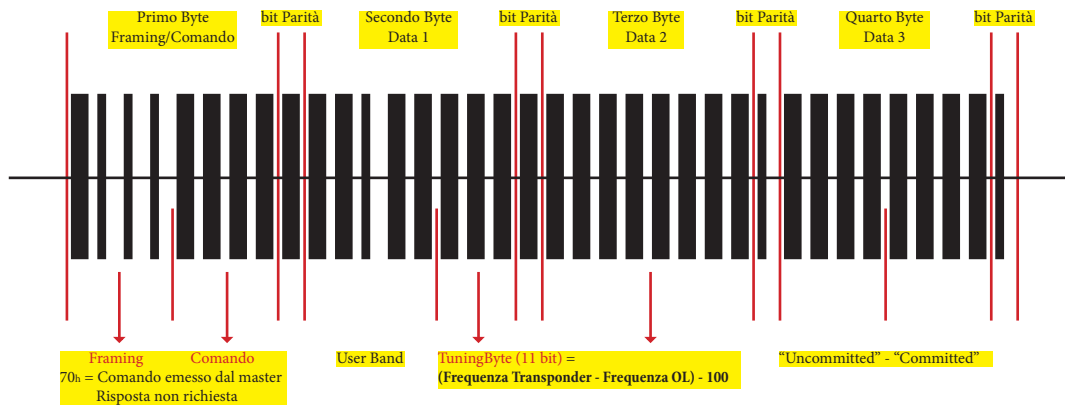 Primo Byte
Framing/Comando
bit Parità
Secondo Byte
Data 1
bit Parità
Terzo Byte
Data 2
bit Parità
Quarto Byte
Data 3
bit Parità
Framing Comando
70h = Comando emesso dal master
Risposta non richiesta
User Band
TuningByte (11 bit) =
(Frequenza Transponder - Frequenza OL) - 100
“Uncommitted” - “Committed”